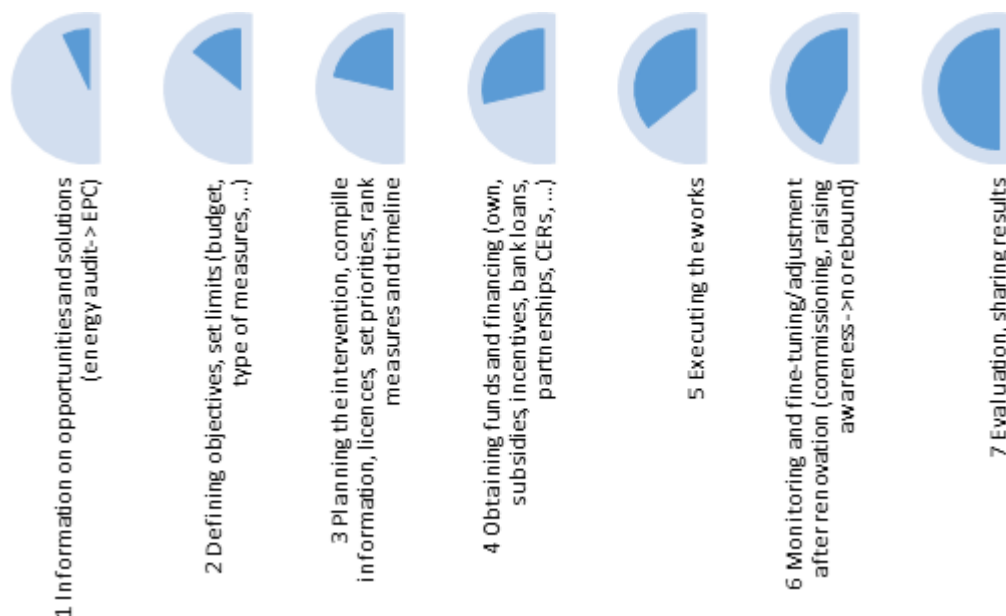 1 Information on opportunities and solutions
(energy audit-> EPC)
2 Defining objectives, set limits (budget,
type of measures, ...)
3 Planning the intervention, compille
information, licences, set priorities, rank
measures and timeline
4 Obtaining funds and financing (own,
subsidies, incentives, bank loans,
partnerships, CERs, ...)
5 Executing the works
6 Monitoring and fine-tuning/adjustment
after renovation (commissioning, raising
awareness->no rebound)
7 Evaluation, sharing results